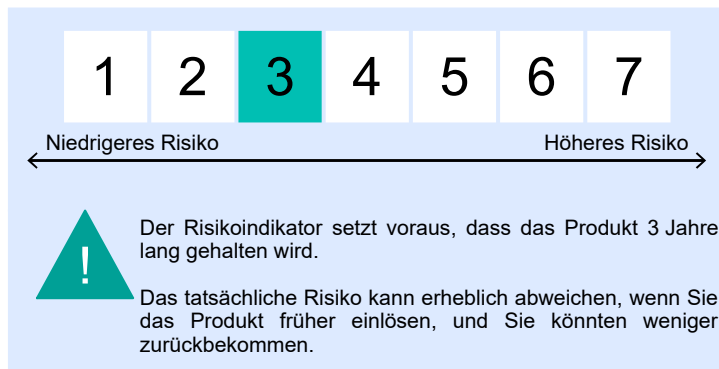 1 2 3 4 5 6 7
Niedrigeres Risiko Höheres Risiko
!
Der Risikoindikator setzt voraus, dass das Produkt 3 Jahre
lang gehalten wird.
Das tatsächliche Risiko kann erheblich abweichen, wenn Sie
das Produkt früher einlösen, und Sie könnten weniger
zurückbekommen.